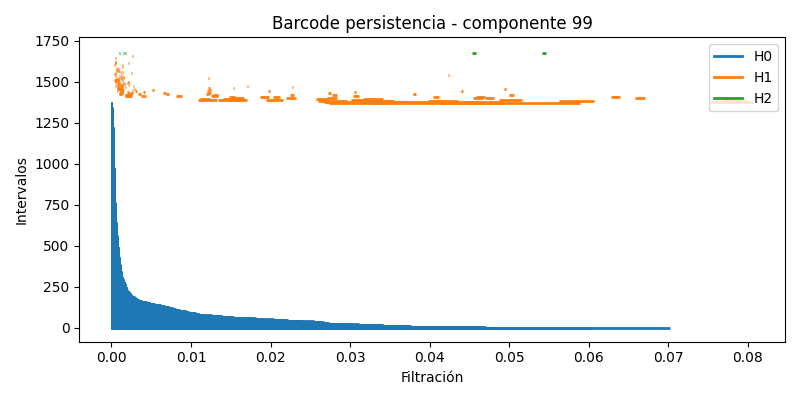 Barcode persistencia - componente 99
Intervalos
1750
1500
1250
1000
750
500
250
0
H0
H1
H2
0.00 0.01 0.02 0.03 0.04 0.05 0.06 0.07 0.08
Filtración